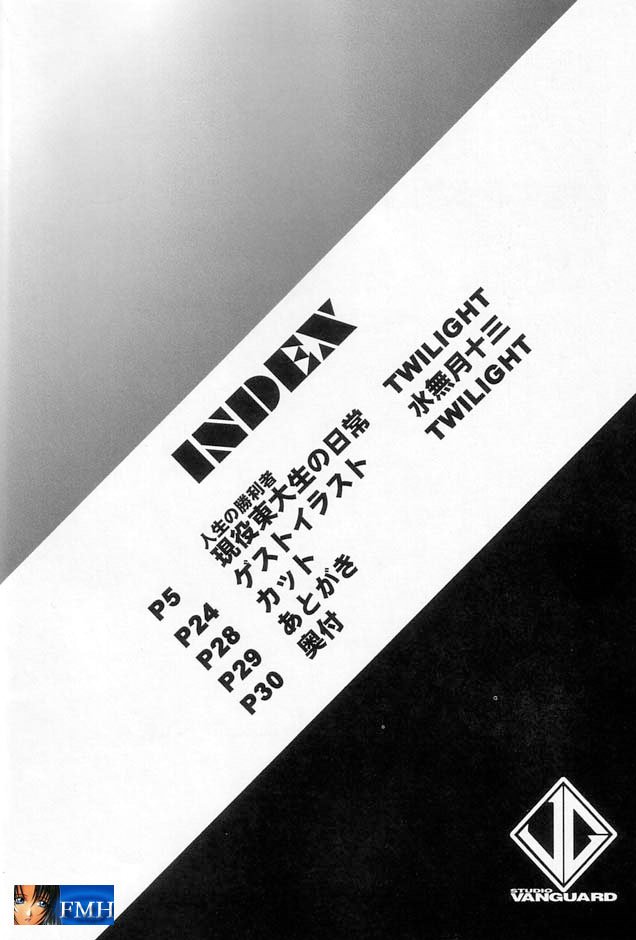 INDEX
人生の勝利者
P5 現役東大生の日常 TWILIGHT
P24 ゲストイラスト 水無月十三
P28 カット TWILIGHT
P29 あとがき
P30 奥付
STUDIO
VANGUARD
FMH